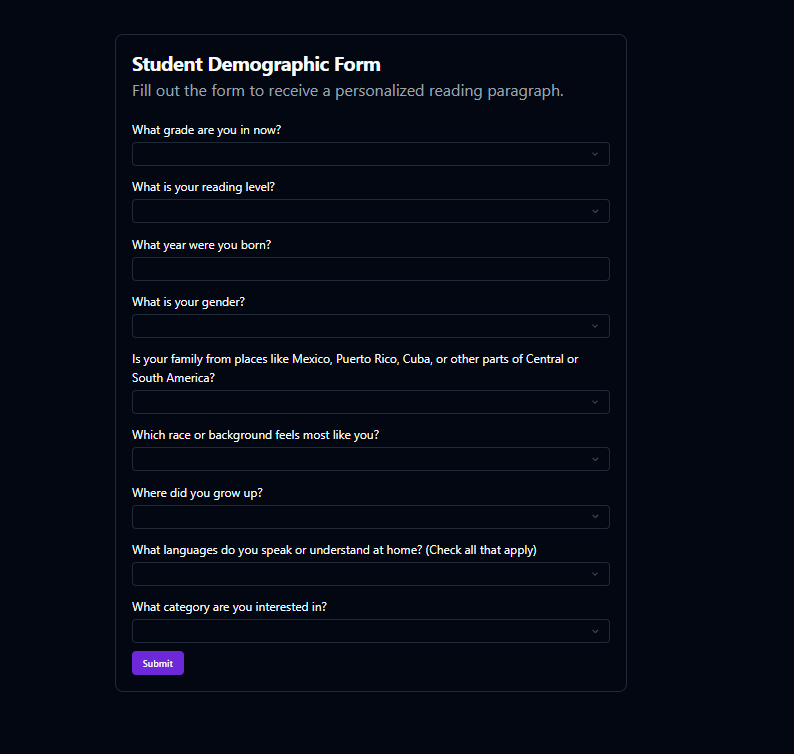 Student Demographic Form
Fill out the form to receive a personalized reading paragraph.
What grade are you in now?
What is your reading level?
What year were you born?
What is your gender?
Is your family from places like Mexico, Puerto Rico, Cuba, or other parts of Central or
South America?
Which race or background feels most like you?
Where did you grow up?
What languages do you speak or understand at home? (Check all that apply)
What category are you interested in?
Submit